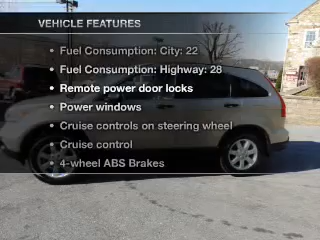 VEHICLE FEATURES
• Fuel Consumption: City: 22
• Fuel Consumption: Highway: 28
• Remote power door locks
• Power windows
• Cruise controls on steering wheel
• Cruise control
• 4-wheel ABS Brakes